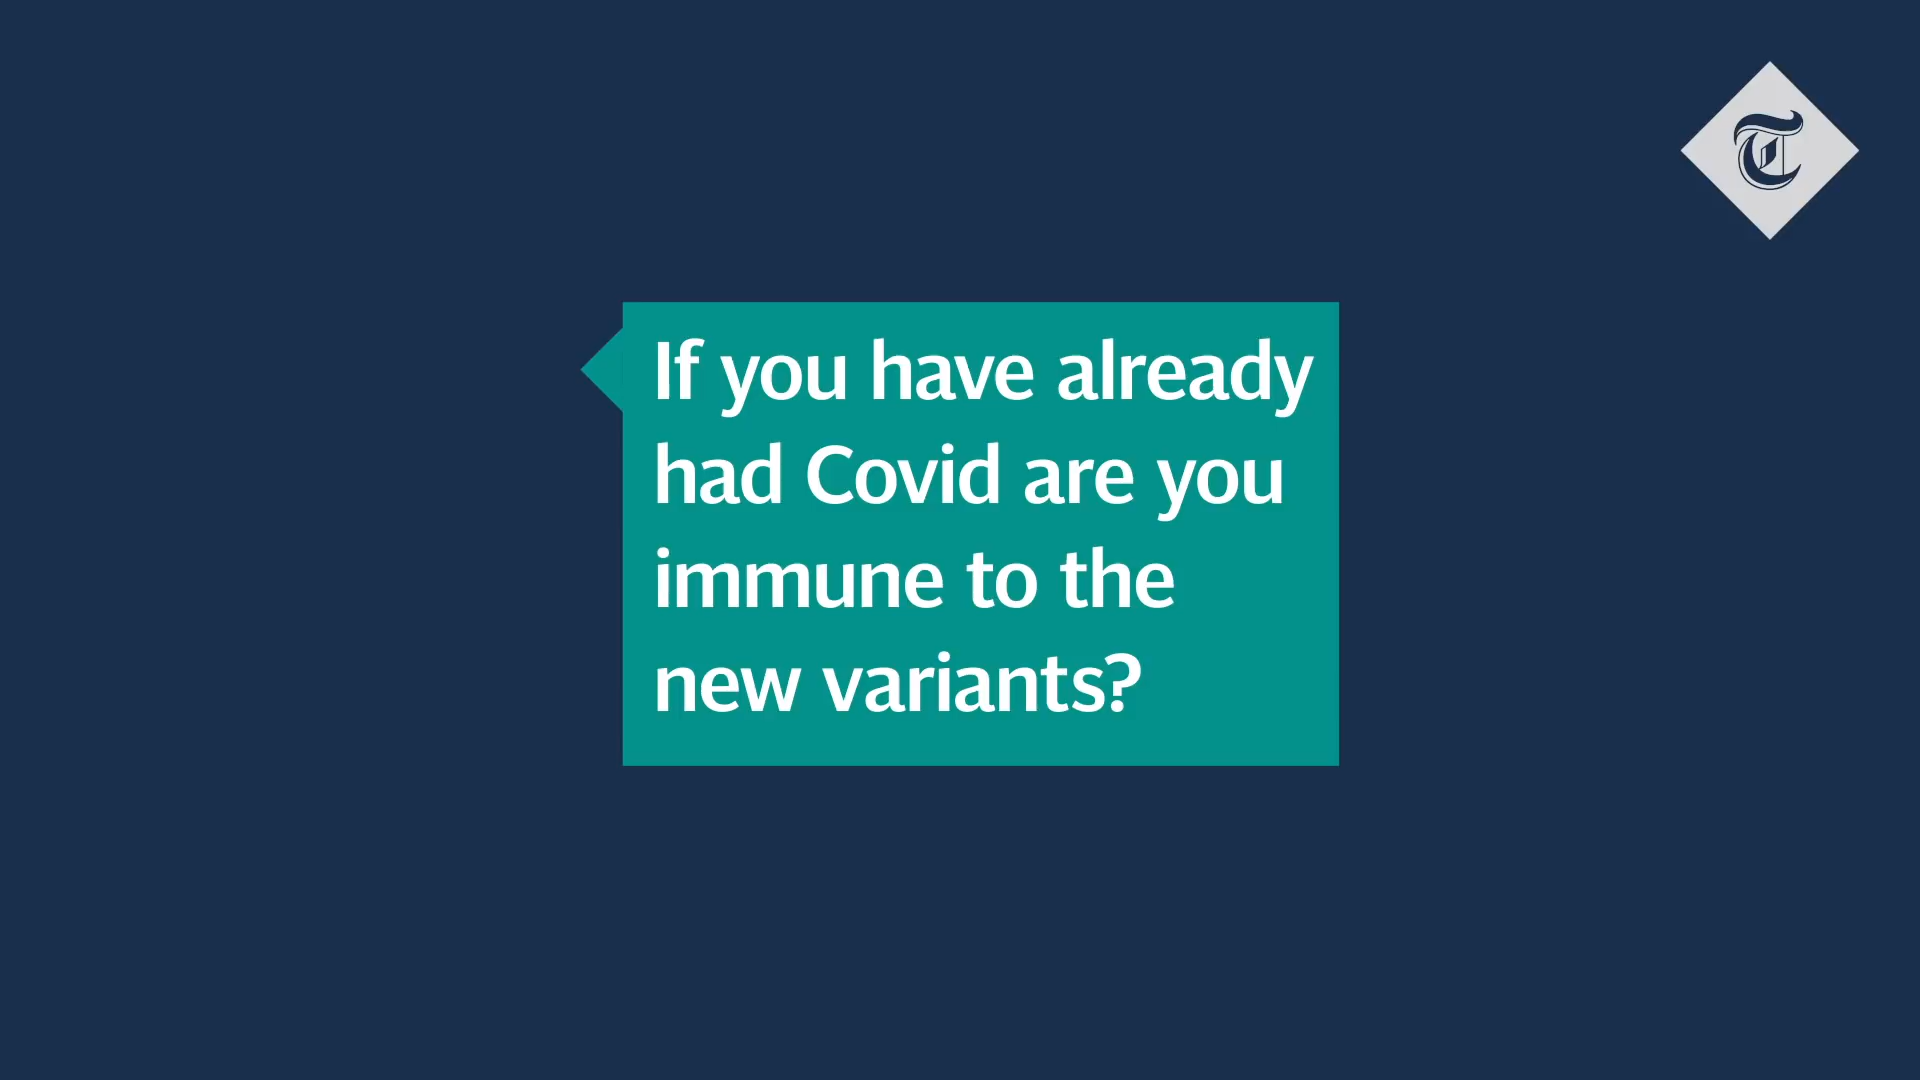 T
If you have already
had Covid are you
immune to the
new variants?